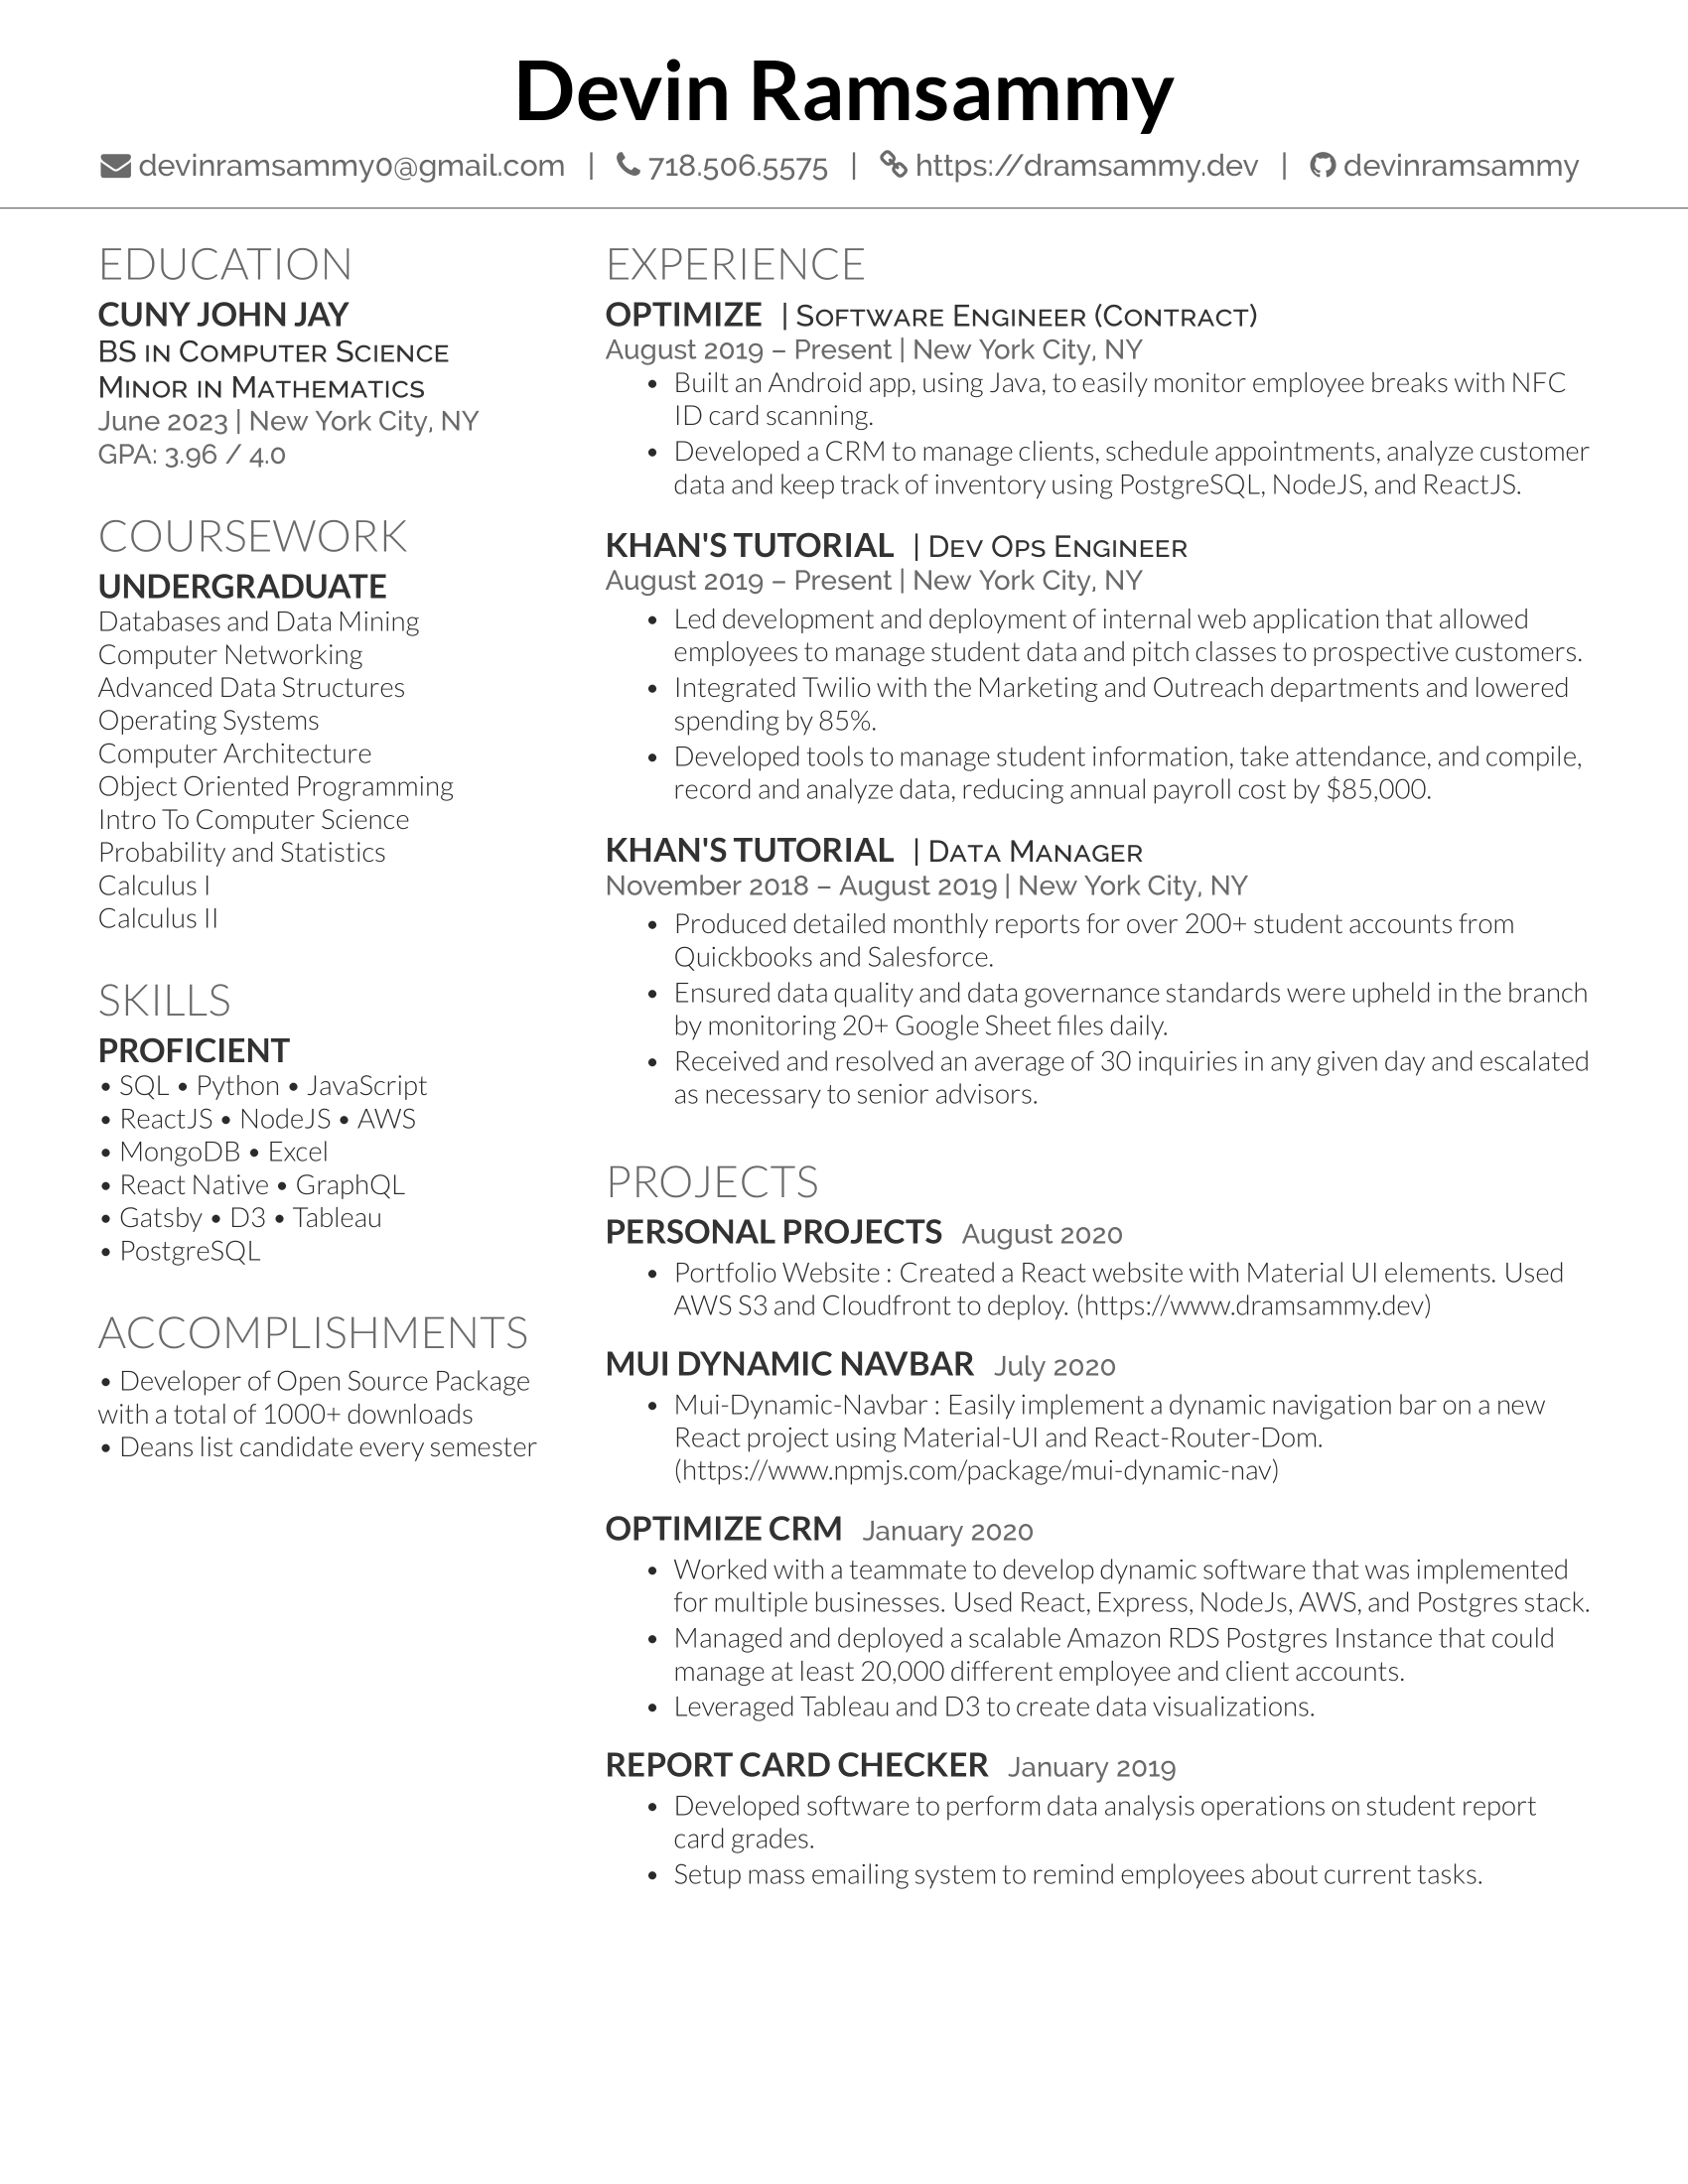 Devin Ramsammy
devinramsammy0@gmail.com | 718.506.5575 | https://dramsammy.dev | devinramsammy
EDUCATION
CUNY JOHN JAY
BS in Computer Science
Minor in Mathematics
June 2023 | New York City, NY
GPA: 3.96 / 4.0
COURSEWORK
UNDERGRADUATE
Databases and Data Mining
Computer Networking
Advanced Data Structures
Operating Systems
Computer Architecture
Object Oriented Programming
Intro To Computer Science
Probability and Statistics
Calculus I
Calculus II
SKILLS
PROFICIENT
• SQL • Python • JavaScript
• ReactJS • NodeJS • AWS
• MongoDB • Excel
• React Native • GraphQL
• Gatsby • D3 • Tableau
• PostgreSQL
ACCOMPLISHMENTS
• Developer of Open Source Package
with a total of 1000+ downloads
• Deans list candidate every semester
EXPERIENCE
OPTIMIZE | Software Engineer (Contract)
August 2019 – Present | New York City, NY
• Built an Android app, using Java, to easily monitor employee breaks with NFC
ID card scanning.
• Developed a CRM to manage clients, schedule appointments, analyze customer
data and keep track of inventory using PostgreSQL, NodeJS, and ReactJS.
KHAN'S TUTORIAL | Dev Ops Engineer
August 2019 – Present | New York City, NY
• Led development and deployment of internal web application that allowed
employees to manage student data and pitch classes to prospective customers.
• Integrated Twilio with the Marketing and Outreach departments and lowered
spending by 85%.
• Developed tools to manage student information, take attendance, and compile,
record and analyze data, reducing annual payroll cost by $85,000.
KHAN'S TUTORIAL | Data Manager
November 2018 – August 2019 | New York City, NY
• Produced detailed monthly reports for over 200+ student accounts from
Quickbooks and Salesforce.
• Ensured data quality and data governance standards were upheld in the branch
by monitoring 20+ Google Sheet files daily.
• Received and resolved an average of 30 inquiries in any given day and escalated
as necessary to senior advisors.
PROJECTS
PERSONAL PROJECTS August 2020
• Portfolio Website : Created a React website with Material UI elements. Used
AWS S3 and Cloudfront to deploy. (https://www.dramsammy.dev)
MUI DYNAMIC NAVBAR July 2020
• Mui-Dynamic-Navbar : Easily implement a dynamic navigation bar on a new
React project using Material-UI and React-Router-Dom.
(https://www.npmjs.com/package/mui-dynamic-nav)
OPTIMIZE CRM January 2020
• Worked with a teammate to develop dynamic software that was implemented
for multiple businesses. Used React, Express, NodeJs, AWS, and Postgres stack.
• Managed and deployed a scalable Amazon RDS Postgres Instance that could
manage at least 20,000 different employee and client accounts.
• Leveraged Tableau and D3 to create data visualizations.
REPORT CARD CHECKER January 2019
• Developed software to perform data analysis operations on student report
card grades.
• Setup mass emailing system to remind employees about current tasks.